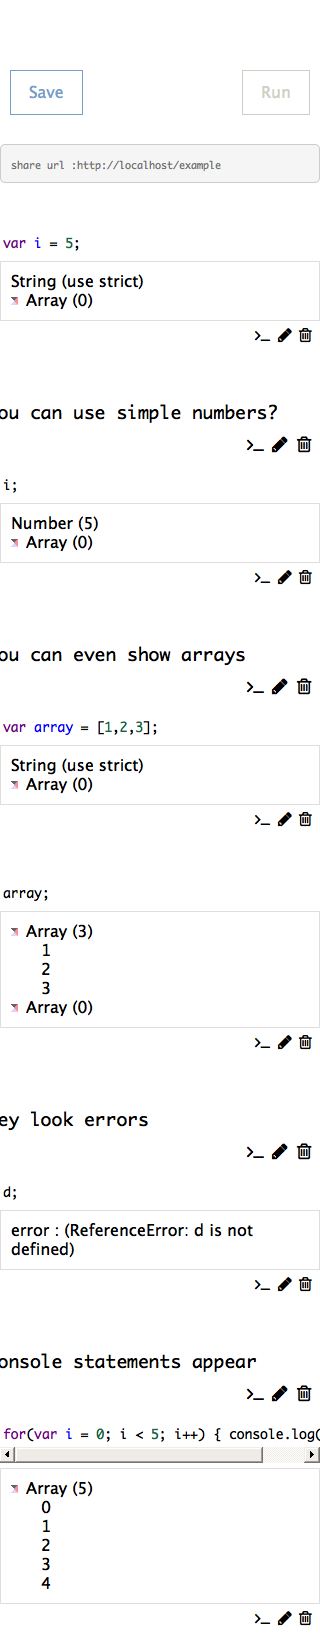 Save
Run
share url :http://localhost/example
var i = 5;
String (use strict)
Array (0)
ou can use simple numbers?
i;
Number (5)
Array (0)
ou can even show arrays
var array = [1,2,3];
String (use strict)
Array (0)
array;
Array (3)
1
2
3
Array (0)
ey look errors
d;
error : (ReferenceError: d is not
defined)
onsole statements appear
for(var i = 0; i < 5; i++) { console.log(
Array (5)
0
1
2
3
4